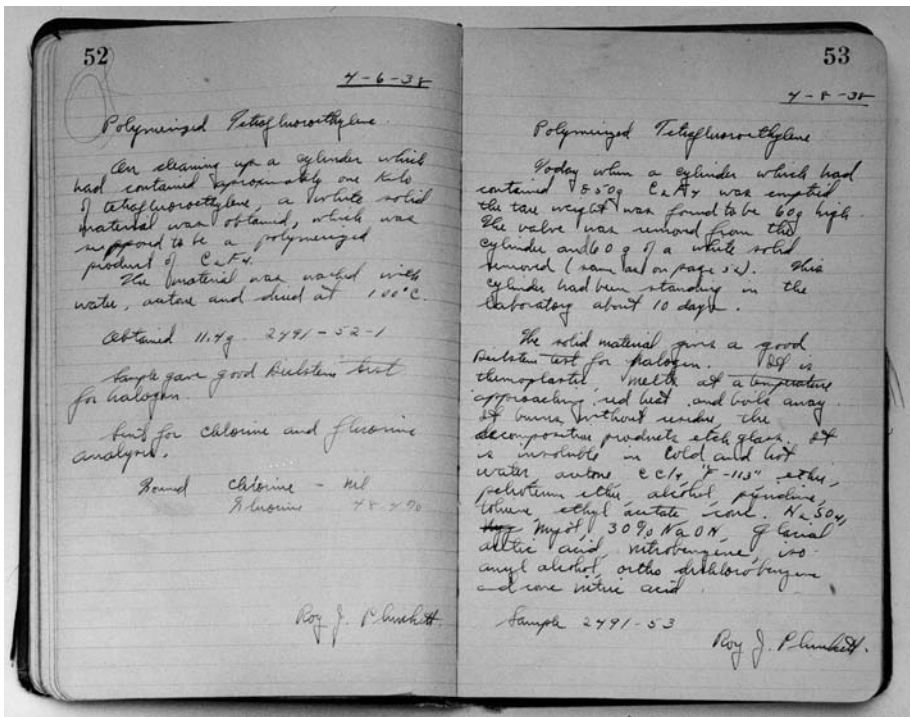 52
4-6-38
Polymerized Tetrafluoroethylene
On cleaning up a cylinder which
had contained aproximately one kilo
of tetrafluoroethylene, a white solid
material was obtained, which was
supposed to be a polymerized
product of C2F4.
The material was washed with
water, acetone and dried at 100°C.
Obtained 11.4g. 2491-52-1
Sample gave good Beilstein test
for halogen.
Sent for chlorine and fluorine
analysis.
Found chlorine - nil
Fluorine 48.4%
Roy J. Plunkett.
53
4-8-38
Polymerized Tetrafluoroethylene
Today when a cylinder which had
contained 850g C2F4 was emptied
the tare weight was found to be 60g high.
The valve was removed from the
cylinder and 60g of a white solid
removed (same as on page 52). This
cylinder had been standing in the
laboratory about 10 days.
The solid material gives a good
Beilstein test for halogen. It is
thermoplastic, melts at a temperature
approaching red heat and boils away.
It burns without residue, the
decomposition products etch glass. It
is insoluble in cold and hot
water, acetone CCl4 "F-113" ether,
petroleum ether, alcohol, pyridine,
toluene, ethyl acetate conc. H2SO4,
30% NaOH, glacial
acetic acid, nitrobenzene, iso-
amyl alcohol, ortho dichlorobenzene
and conc nitric acid.
Sample 2491-53
Roy J. Plunkett.